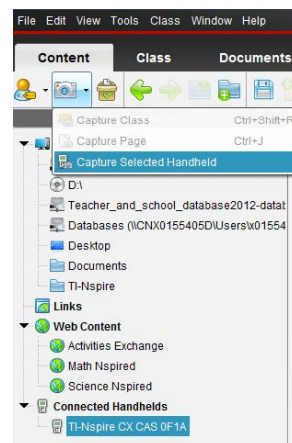 File Edit View Tools Class Window Help
Content Class Documents
Capture Class Ctrl+Shift+R
Capture Page Ctrl+J
Capture Selected Handheld
D:\
Teacher_and_school_database2012-datab
Databases (\\CNX0155405D\Users\x01554
Desktop
Documents
TI-Nspire
Links
Web Content
Activities Exchange
Math Nspired
Science Nspired
Connected Handhelds
TI-Nspire CX CAS 0F1A